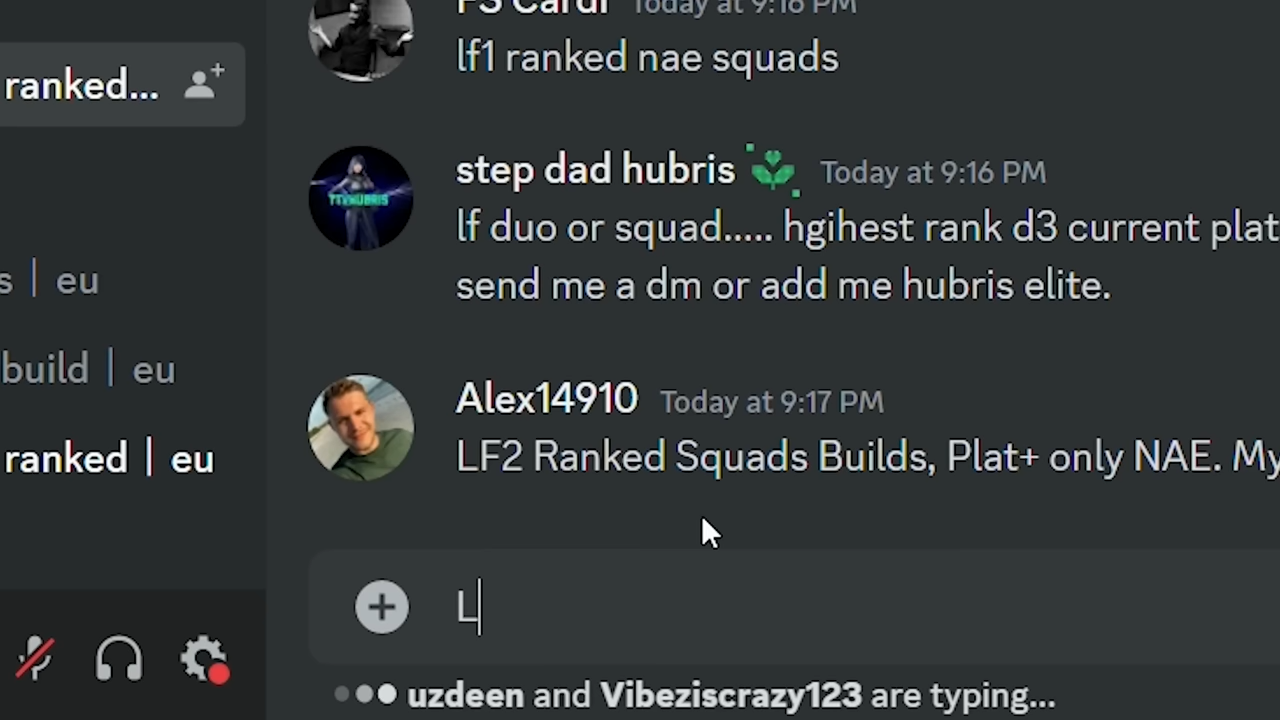 FS Cardi Today at 9:16 PM
lf1 ranked nae squads
ranked...
step dad hubris Today at 9:16 PM
TTVHUBRIS
lf duo or squad..... hgihest rank d3 current plat
send me a dm or add me hubris elite.
s | eu
build | eu
ranked | eu
Alex14910 Today at 9:17 PM
LF2 Ranked Squads Builds, Plat+ only NAE. My
L
uzdeen and Vibeziscrazy123 are typing...